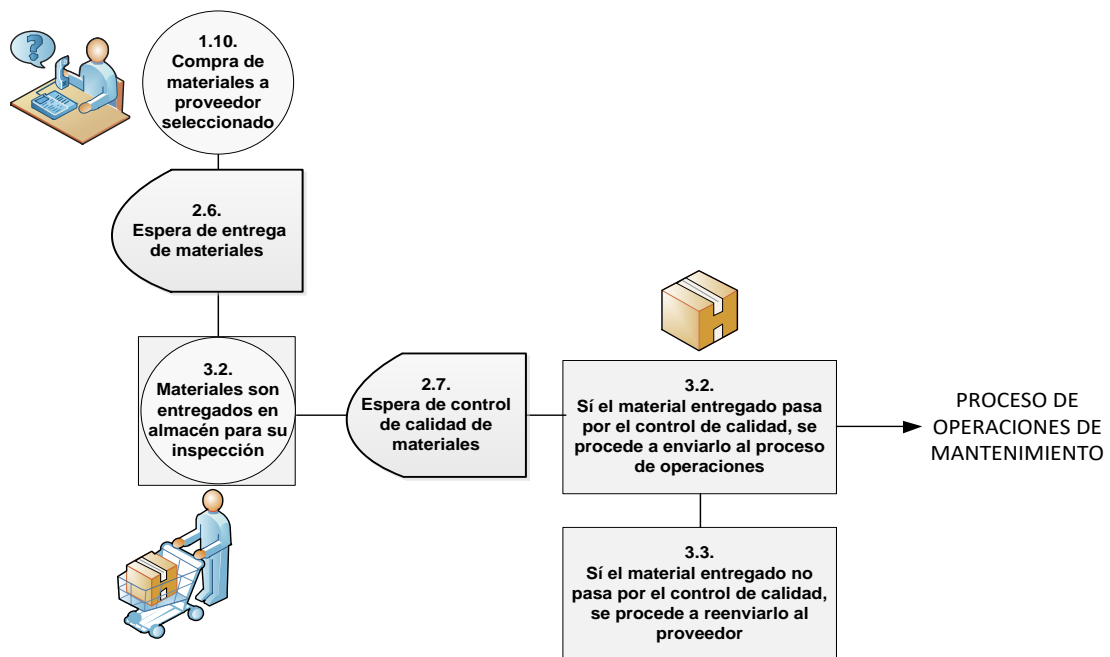 1.10.
Compra de
materiales a
proveedor
seleccionado
2.6.
Espera de entrega
de materiales
3.2.
Materiales son
entregados en
almacén para su
inspección
2.7.
Espera de control
de calidad de
materiales
3.2.
Sí el material entregado pasa
por el control de calidad, se
procede a enviarlo al proceso
de operaciones
PROCESO DE
OPERACIONES DE
MANTENIMIENTO
3.3.
Sí el material entregado no
pasa por el control de calidad,
se procede a reenviarlo al
proveedor